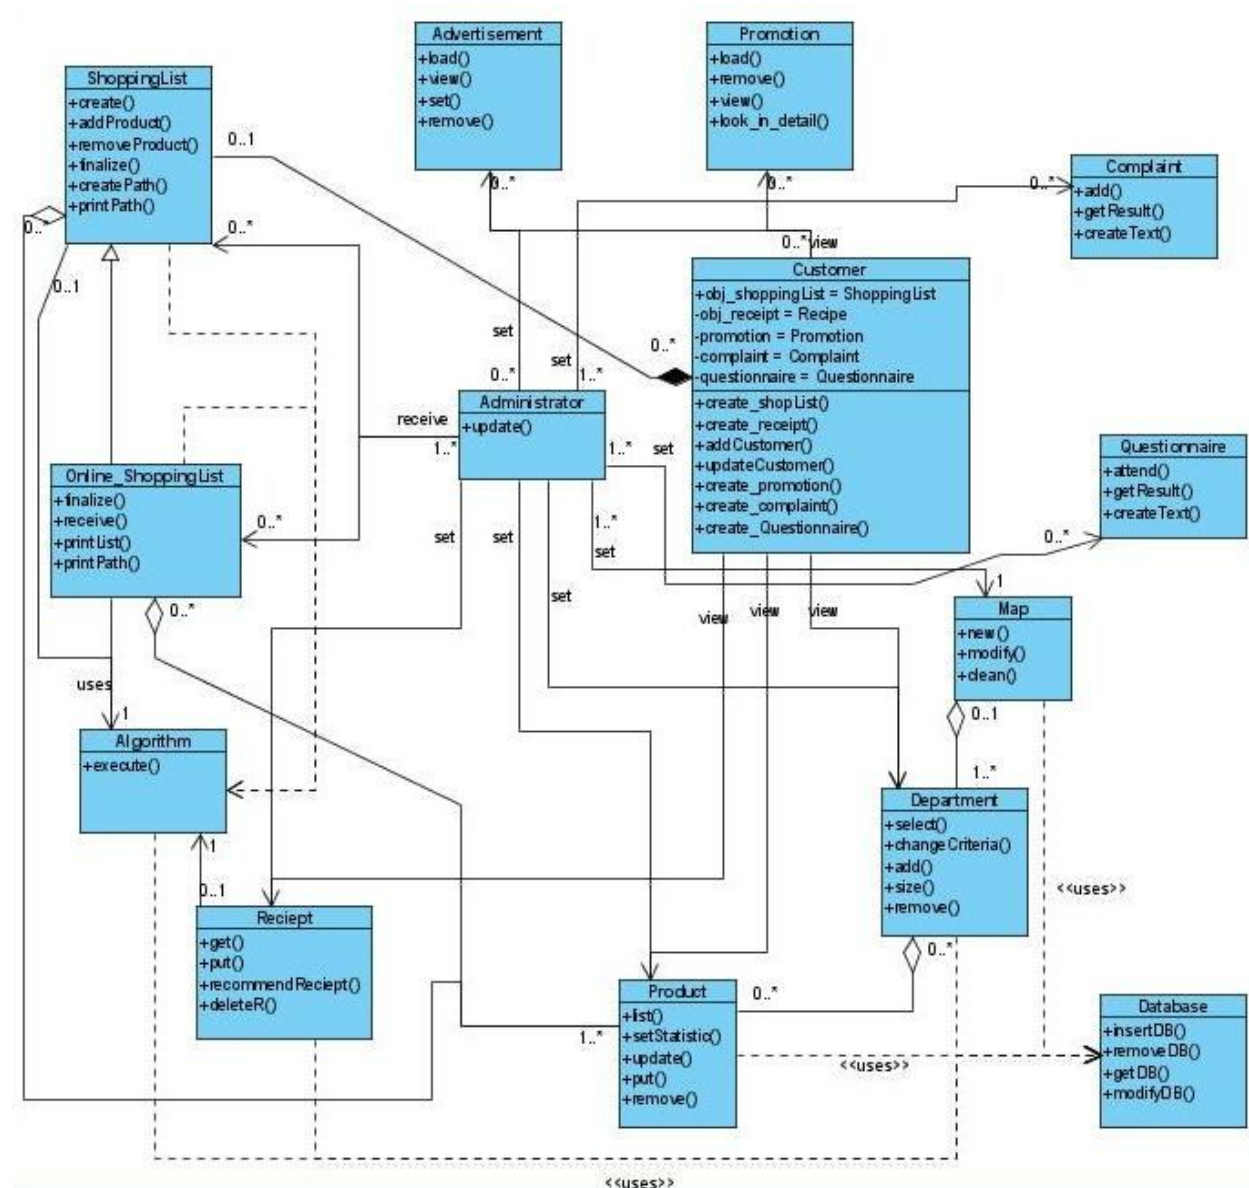 Advertisement
+load()
+view()
+set()
+remove()
Promotion
+load()
+remove()
+view()
+look_in_detail()
ShoppingList
+create()
+addProduct()
+removeProduct()
+finalize()
+createPath()
+printPath()
0..1
Complaint
+add()
+getResult()
+createText()
0..*
0..*
0..*
0..*
0..*
0..*
view
0..1
Customer
+obj_shoppingList = ShoppingList
-obj_receipt = Recipe
-promotion = Promotion
-complaint = Complaint
-questionnaire = Questionnaire
+create_shopList()
+create_receipt()
+addCustomer()
+updateCustomer()
+create_promotion()
+create_complaint()
+create_Questionnaire()
set
set
0..*
0..*
1..*
Administrator
+update()
receive
1..*
1..*
set
Questionnaire
+attend()
+getResult()
+createText()
Online_ShoppingList
+finalize()
+receive()
+printList()
+printPath()
0..*
1..*
0..*
set
set
set
1
0..*
set
view
view
view
Map
+new()
+modify()
+clean()
uses
1
0..1
Algorithm
+execute()
1..*
Department
+select()
+changeCriteria()
+add()
+size()
+remove()
1
0..1
<<uses>>
Reciept
+get()
+put()
+recommendReciept()
+deleteR()
0..*
0..*
Product
+list()
+setStatistic()
+update()
+put()
+remove()
1..*
Database
+insertDB()
+removeDB()
+getDB()
+modifyDB()
<<uses>>
<<uses>>